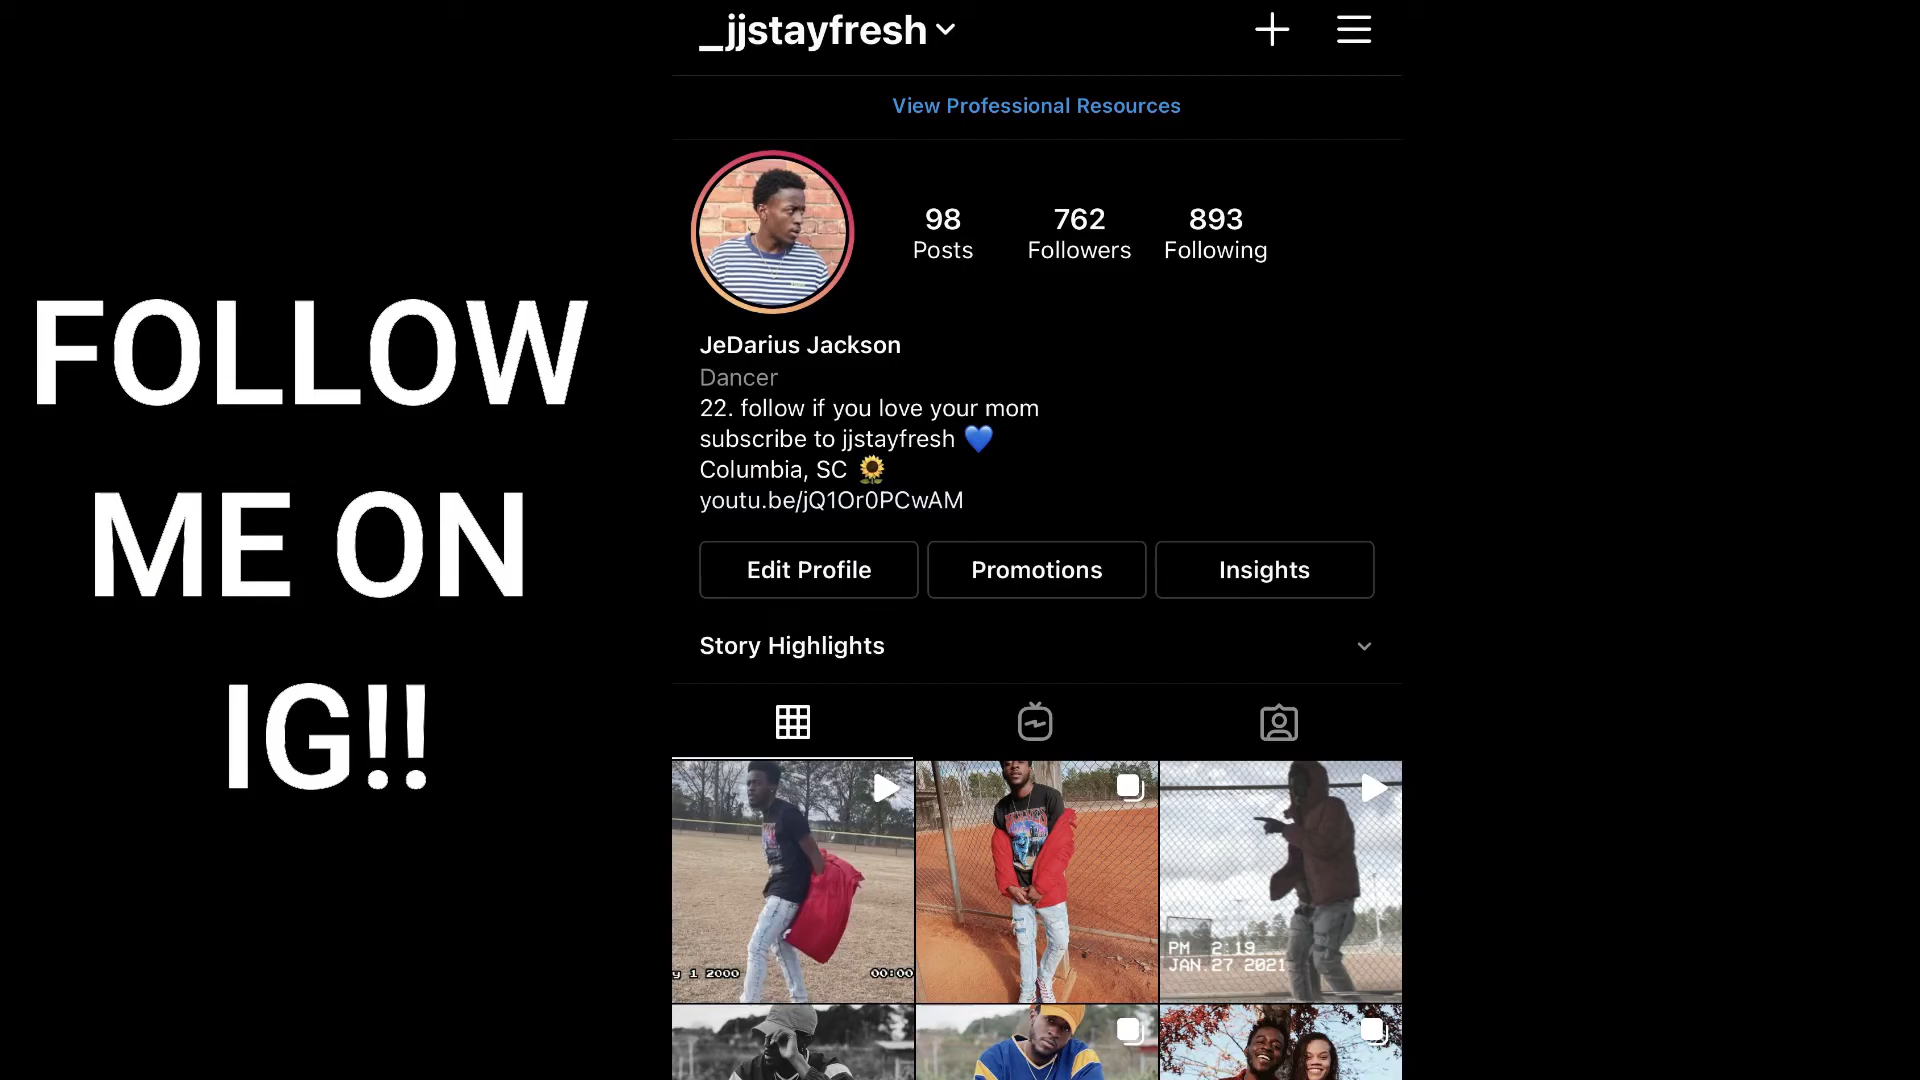 FOLLOW
ME ON
IG!!
_jjstayfresh
View Professional Resources
98
Posts
762
Followers
893
Following
JeDarius Jackson
Dancer
22. follow if you love your mom
subscribe to jjstayfresh 💙
Columbia, SC 🌻
youtu.be/jQ1Or0PCwAM
Edit Profile
Promotions
Insights
Story Highlights
y 1 2000
00:00
PM 2:19
JAN.27 2021